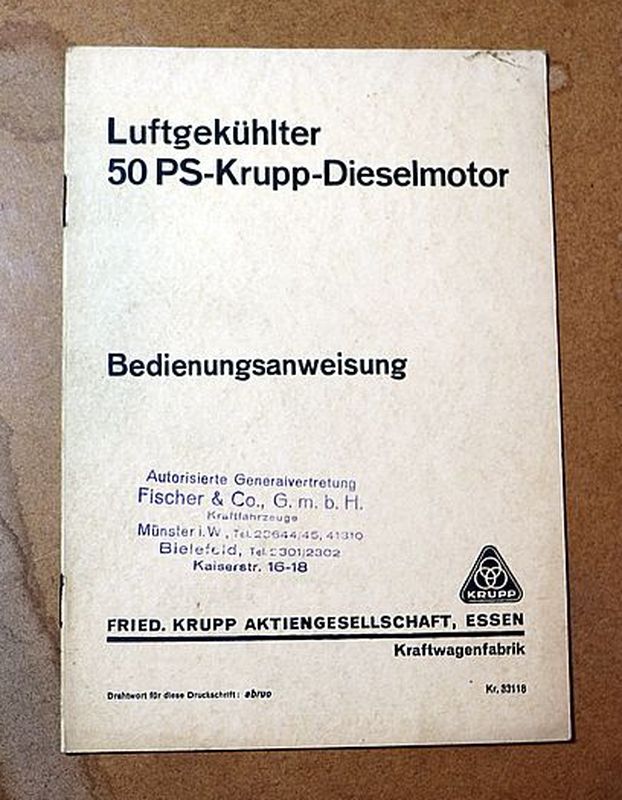 Luftgekühlter
50 PS-Krupp-Dieselmotor
Bedienungsanweisung
Autorisierte Generalvertretung
Fischer & Co., G. m. b. H.
Kraftfahrzeuge
Münster i. W., Tel. 23644/45, 41310
Bielefeld, Tel. 2301/2302
Kaiserstr. 16-18
KRUPP
FRIED. KRUPP AKTIENGESELLSCHAFT, ESSEN
Kraftwagenfabrik
Drahtwort für diese Druckschrift:
Kr. 33118